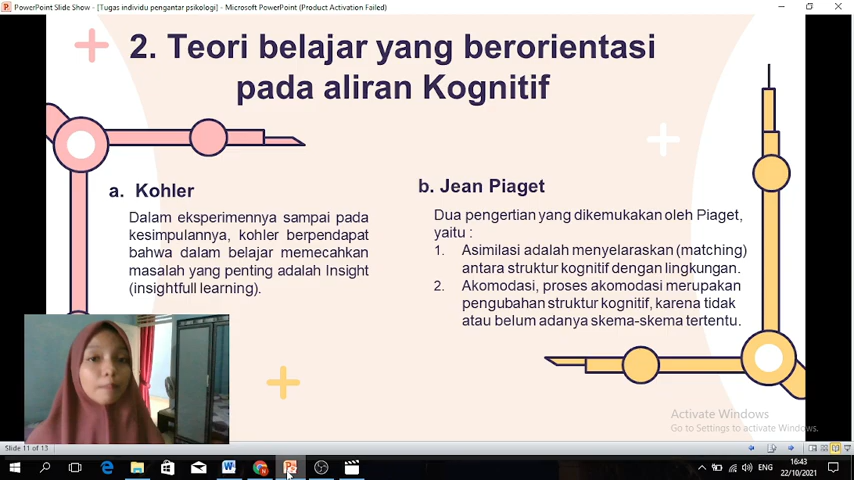 PowerPoint Slide Show - [Tugas individu pengantar psikologi] - Microsoft PowerPoint (Product Activation Failed)
2. Teori belajar yang berorientasi
pada aliran Kognitif
a. Kohler
Dalam eksperimennya sampai pada
kesimpulannya, kohler berpendapat
bahwa dalam belajar memecahkan
masalah yang penting adalah Insight
(insightfull learning).
b. Jean Piaget
Dua pengertian yang dikemukakan oleh Piaget,
yaitu :
1. Asimilasi adalah menyelaraskan (matching)
antara struktur kognitif dengan lingkungan.
2. Akomodasi, proses akomodasi merupakan
pengubahan struktur kognitif, karena tidak
atau belum adanya skema-skema tertentu.
Activate Windows
Go to Settings to activate Windows.
Slide 11 of 13
ENG
16:43
22/10/2021